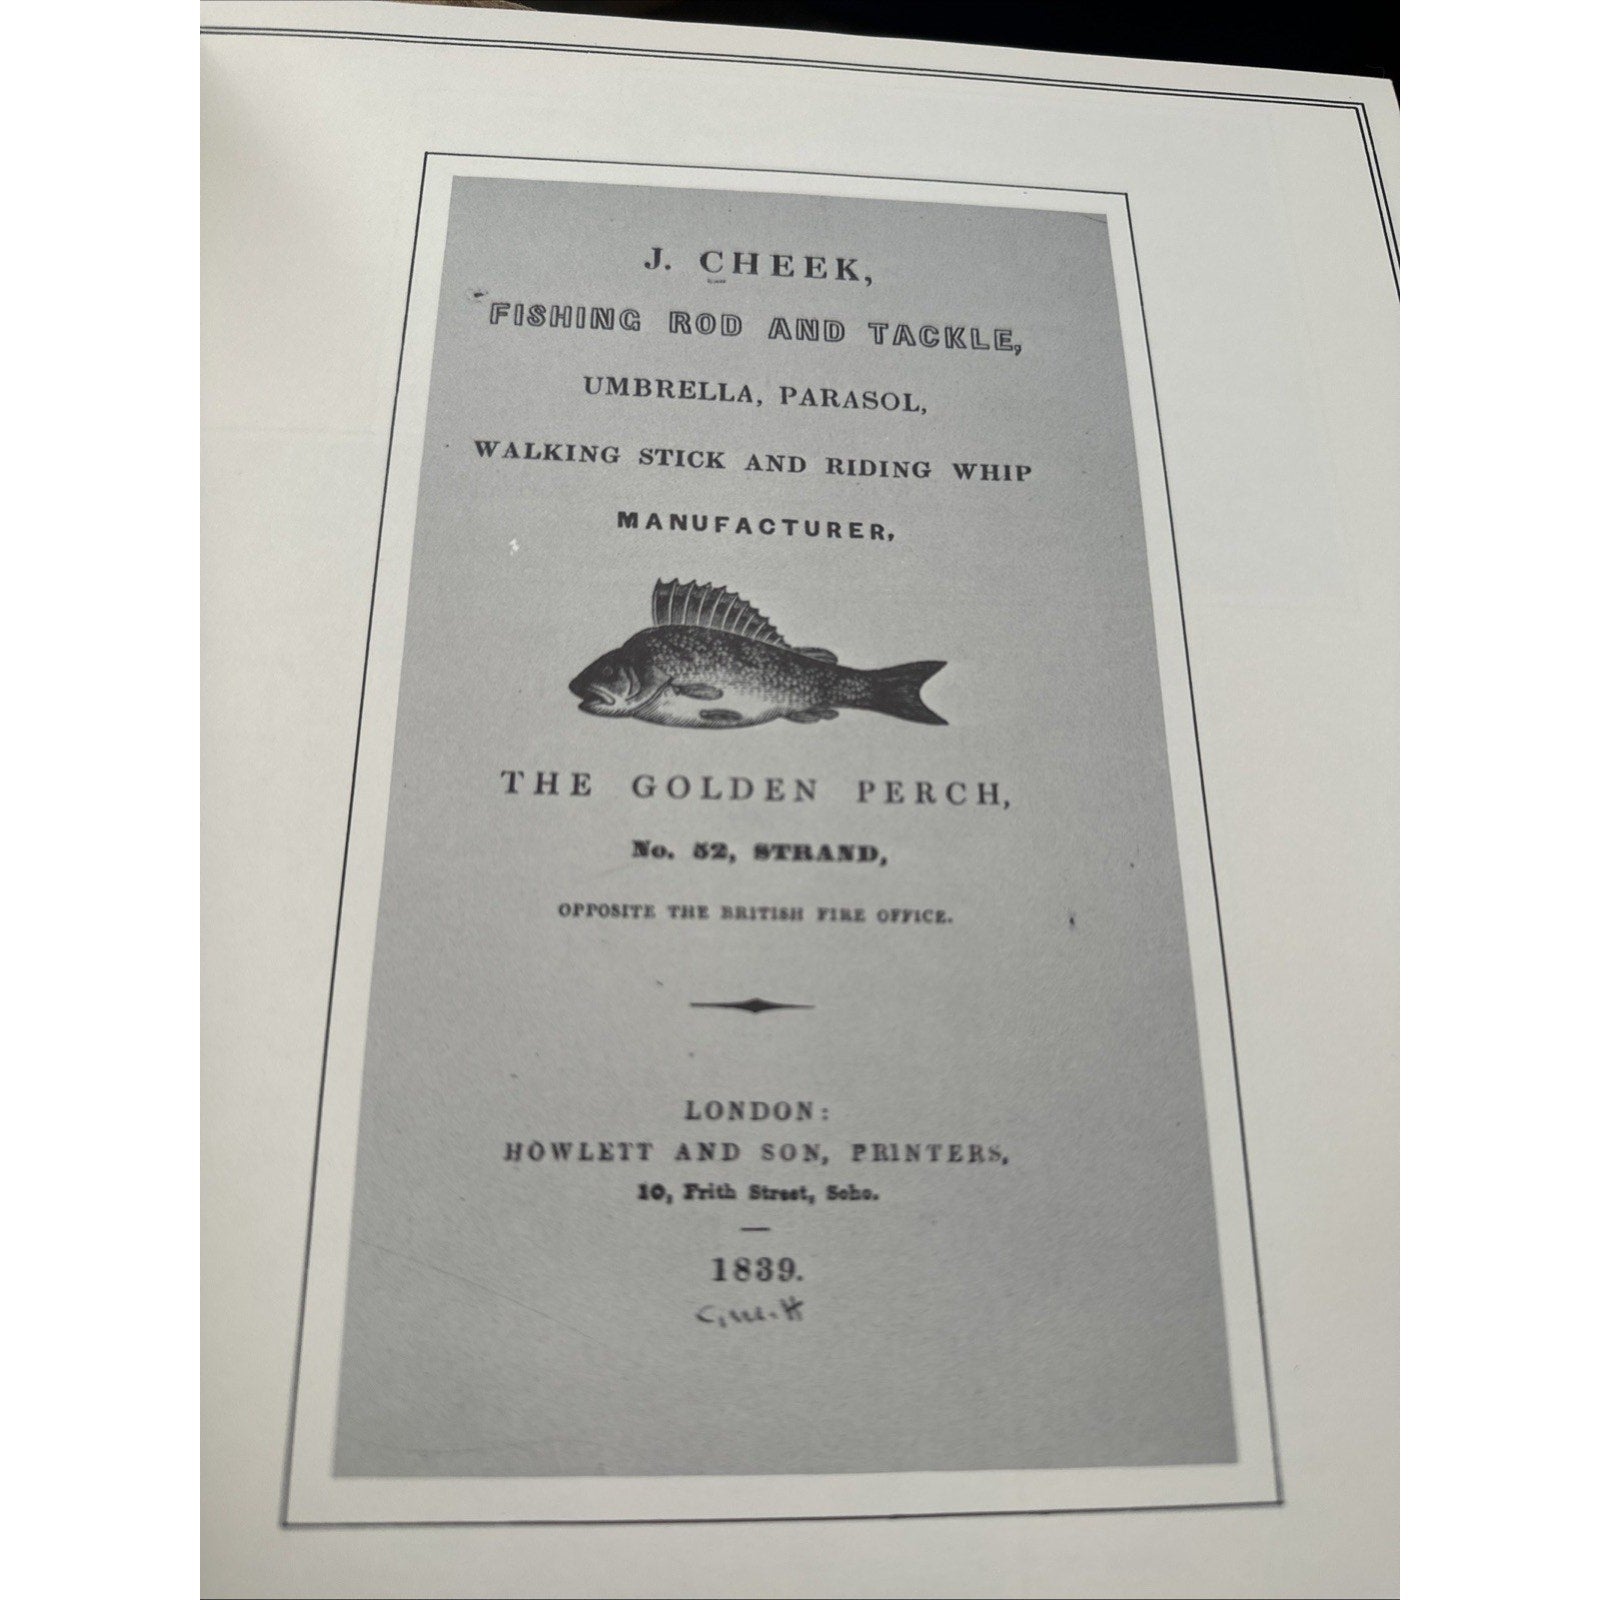 J. CHEEK,
FISHING ROD AND TACKLE,
UMBRELLA, PARASOL,
WALKING STICK AND RIDING WHIP
MANUFACTURER,
THE GOLDEN PERCH,
No. 52, STRAND,
OPPOSITE THE BRITISH FIRE OFFICE.
LONDON:
HOWLETT AND SON, PRINTERS,
10, Frith Street, Soho.
1839.